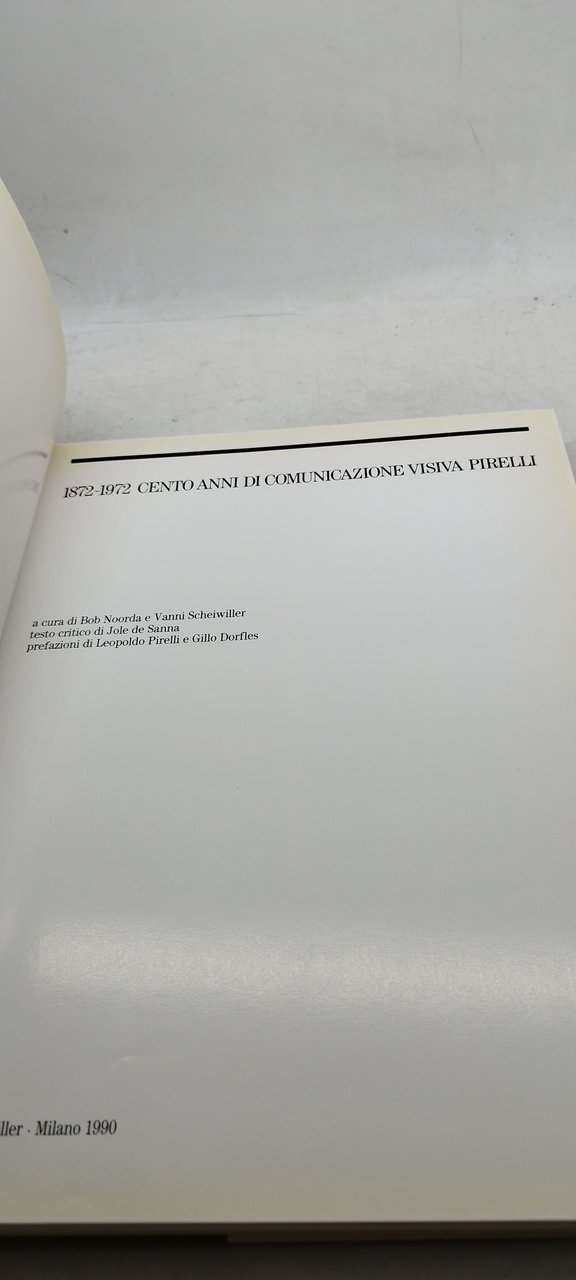 1872-1972 CENTO ANNI DI COMUNICAZIONE VISIVA PIRELLI
a cura di Bob Noorda e Vanni Scheiwiller
testo critico di Jole de Sanna
prefazioni di Leopoldo Pirelli e Gillo Dorfles
ller · Milano 1990